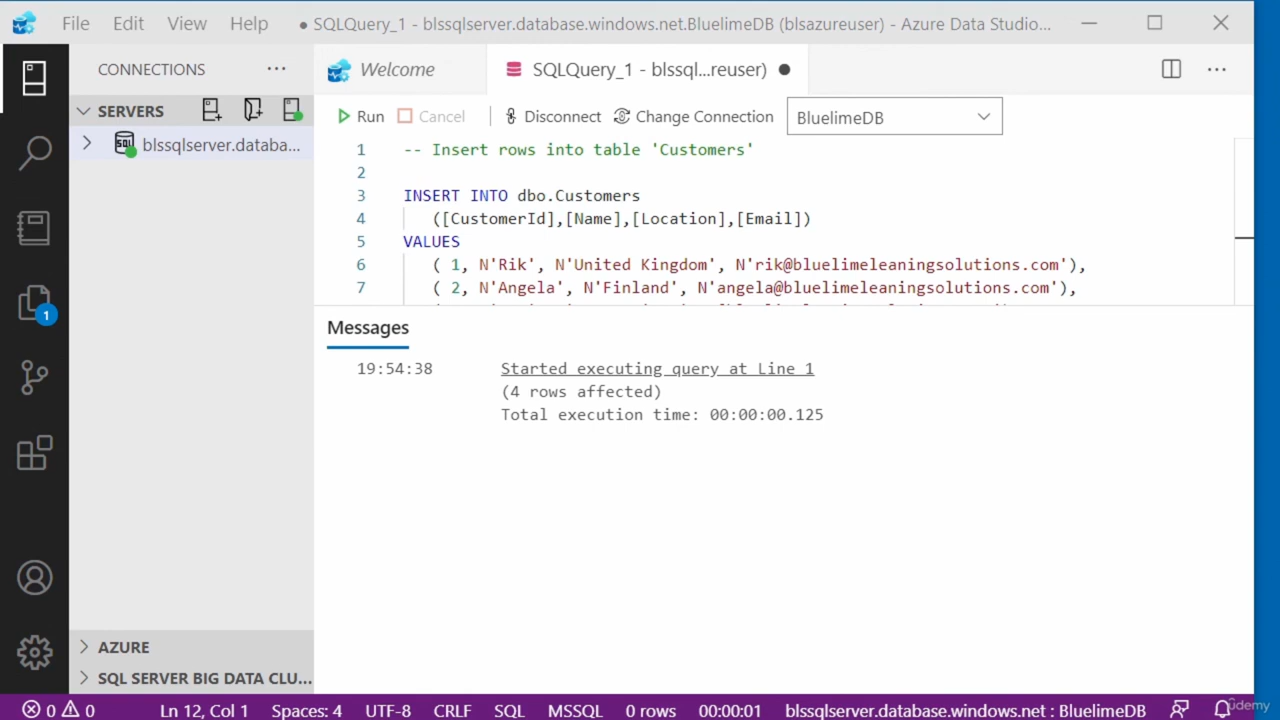 File Edit View Help ● SQLQuery_1 - blssqlserver.database.windows.net.BluelimeDB (blsazureuser) - Azure Data Studio...
CONNECTIONS ...
Welcome
SQLQuery_1 - blssql...reuser) ●
SERVERS
Run Cancel Disconnect Change Connection BluelimeDB
SQL blssqlserver.databa...
1 -- Insert rows into table 'Customers'
2
3 INSERT INTO dbo.Customers
4 ([CustomerId],[Name],[Location],[Email])
5 VALUES
6 ( 1, N'Rik', N'United Kingdom', N'rik@bluelimeleaningsolutions.com'),
7 ( 2, N'Angela', N'Finland', N'angela@bluelimeleaningsolutions.com'),
Messages
19:54:38 Started executing query at Line 1
(4 rows affected)
Total execution time: 00:00:00.125
1
AZURE
SQL SERVER BIG DATA CLU...
0 0 Ln 12, Col 1 Spaces: 4 UTF-8 CRLF SQL MSSQL 0 rows 00:00:01 blssqlserver.database.windows.net : BluelimeDB
ûdemy